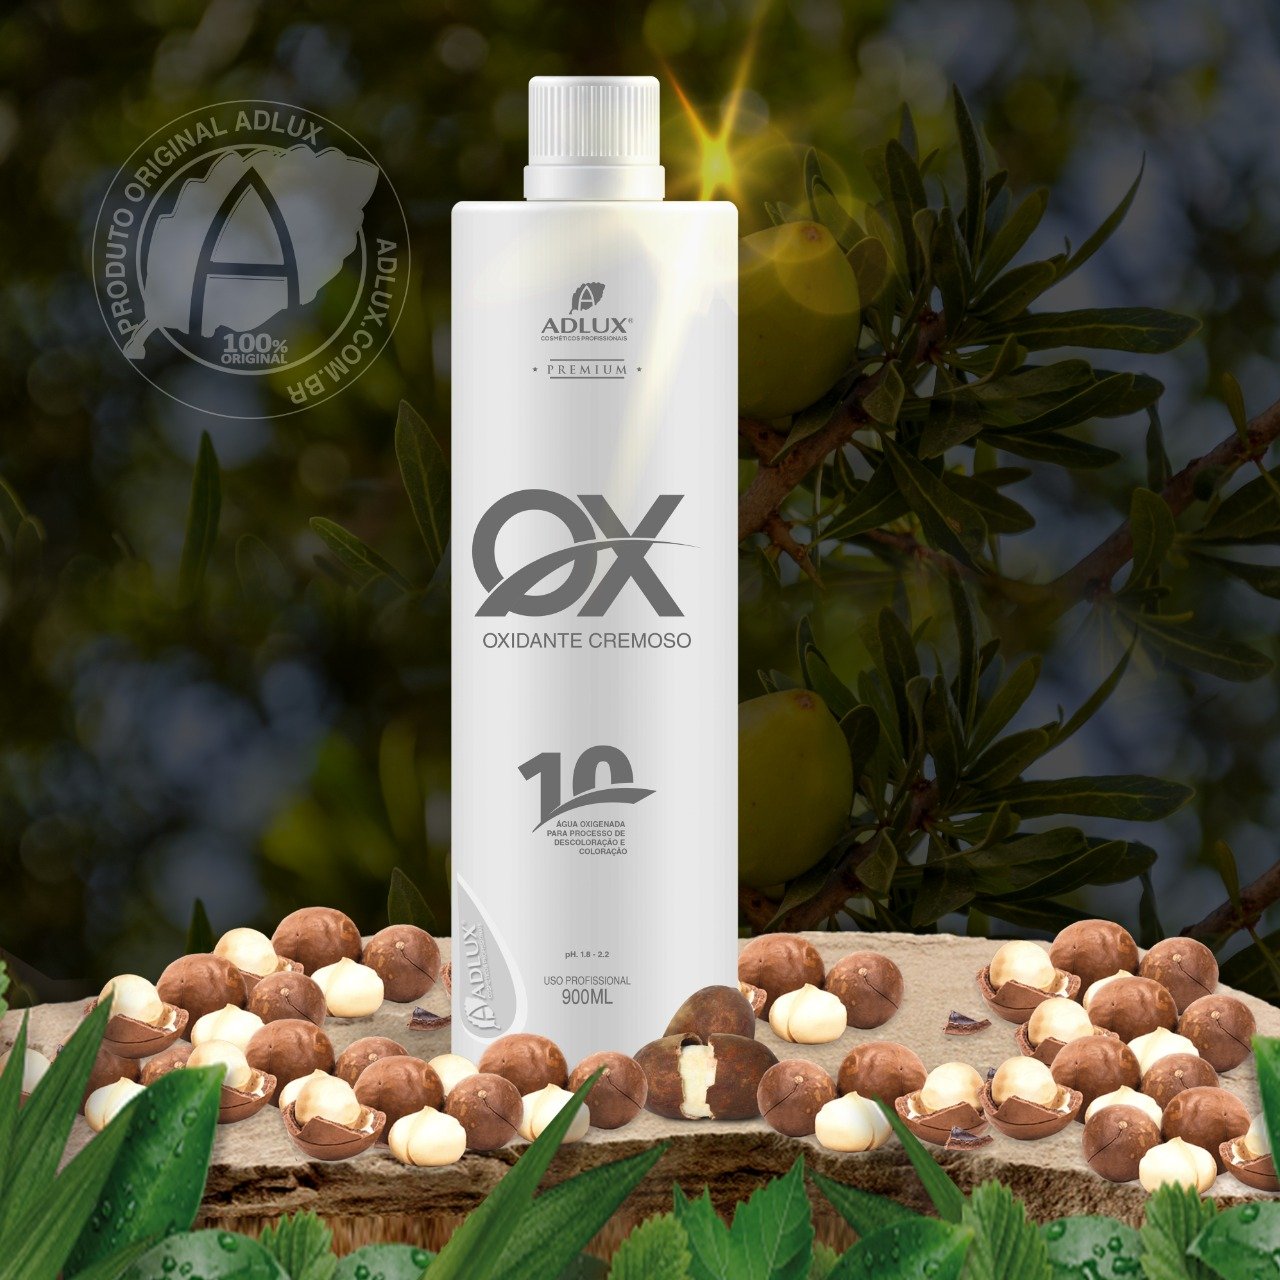 PRODUTO ORIGINAL ADLUX
ADLUX.COM.BR
A
100%
ORIGINAL
A
ADLUX®
COSMÉTICOS PROFISSIONAIS
PREMIUM
OX
OXIDANTE CREMOSO
10
ÁGUA OXIGENADA
PARA PROCESSO DE
DESCOLORAÇÃO E
COLORAÇÃO
ADLUX®
pH. 1.8 - 2.2
USO PROFISSIONAL
900ML